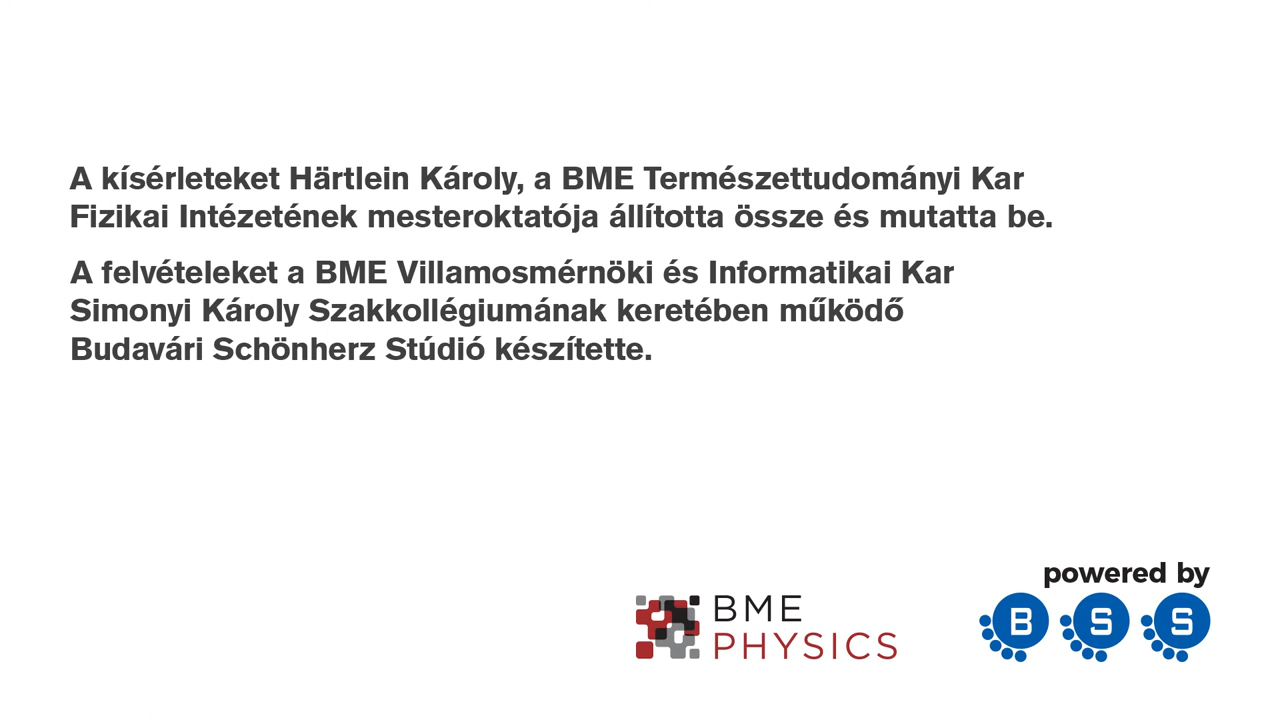 A kísérleteket Härtlein Károly, a BME Természettudományi Kar
Fizikai Intézetének mesteroktatója állította össze és mutatta be.
A felvételeket a BME Villamosmérnöki és Informatikai Kar
Simonyi Károly Szakkollégiumának keretében működő
Budavári Schönherz Stúdió készítette.
BME
PHYSICS
powered by
BSS